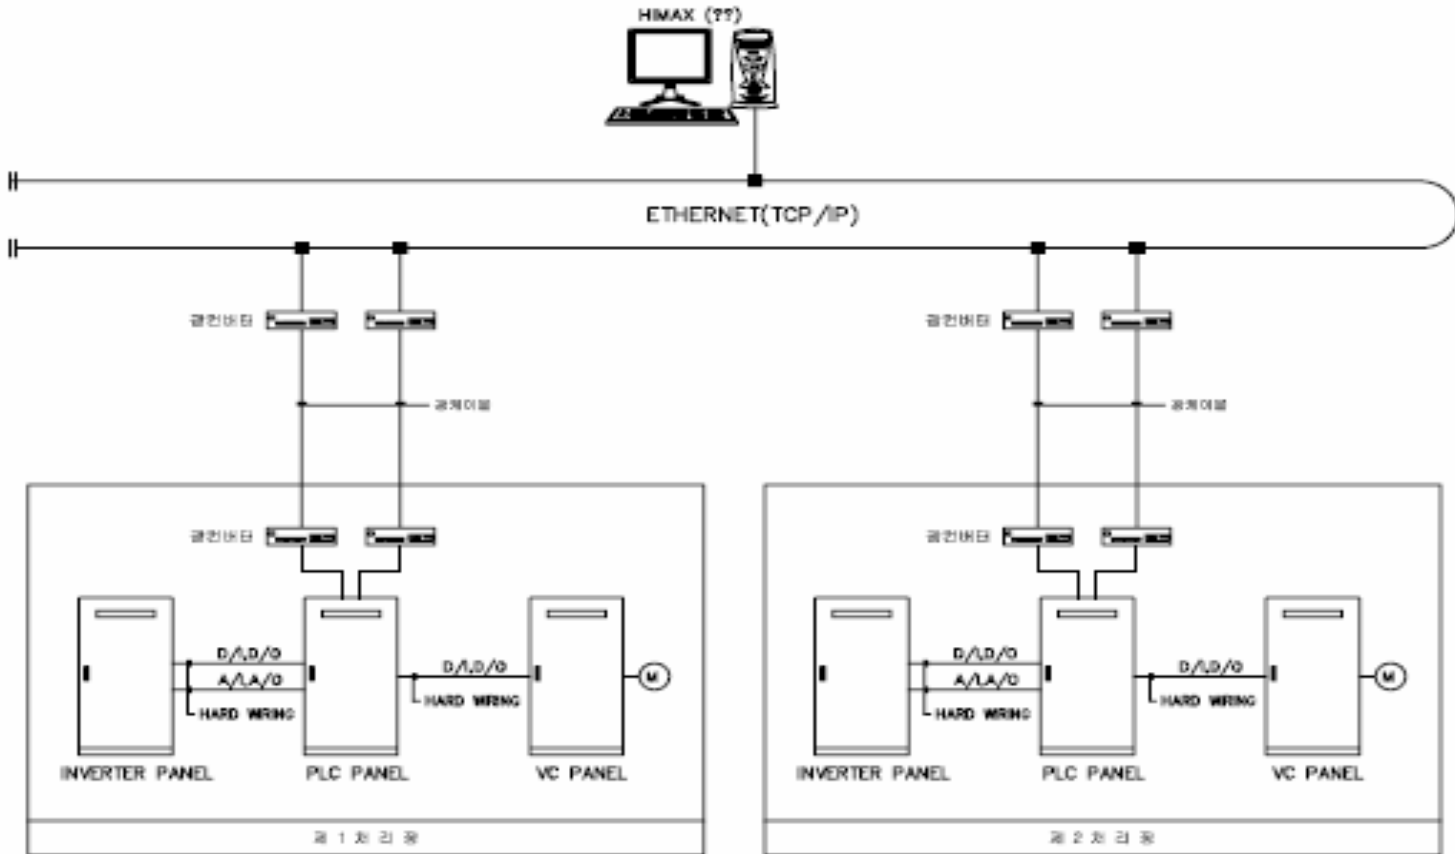 HIMAX (??)
ETHERNET(TCP/IP)
광컨버터
광컨버터
광케이블
광케이블
광컨버터
광컨버터
D/I,D/O
A/I,A/O
HARD WIRING
D/I,D/O
HARD WIRING
M
D/I,D/O
A/I,A/O
HARD WIRING
D/I,D/O
HARD WIRING
M
INVERTER PANEL
PLC PANEL
VC PANEL
INVERTER PANEL
PLC PANEL
VC PANEL
제 1 처 리 장
제 2 처 리 장